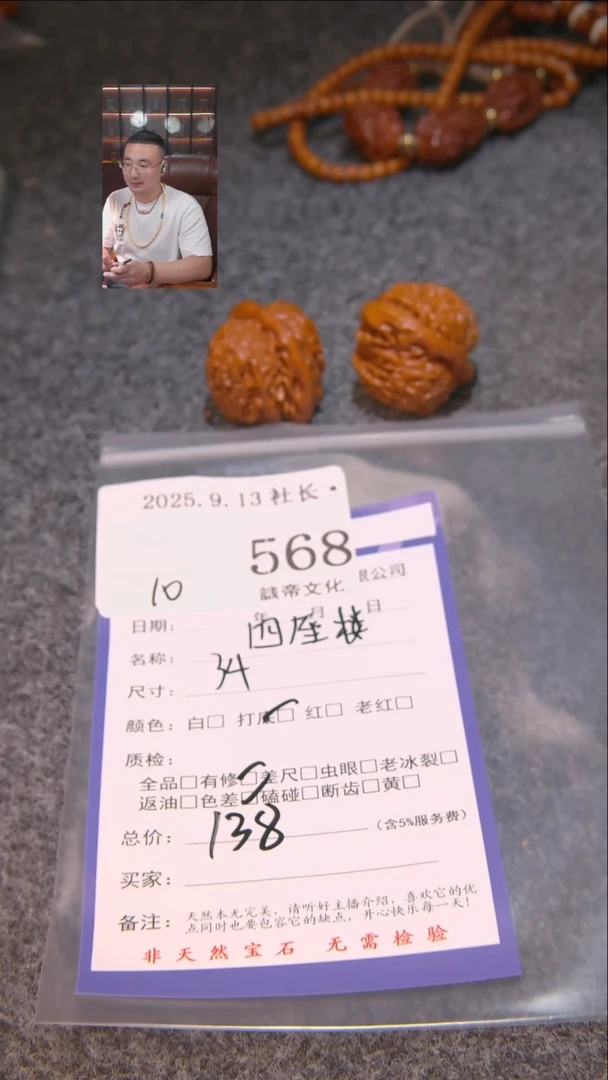 2025.9.13 社长
568
10
諴帝文化
限公司
日期: 年 月 日
名称: 四座楼
尺寸: 34
颜色: 白□ 打底□ 红□ 老红□
质检:
全品□有修□差尺□虫眼□老冰裂□
返油□色差□磕碰□断齿□黄□
总价: 138 (含5%服务费)
买家:
备注: 天然本无完美, 请听好主播介绍, 喜欢它的优
点同时也要包容它的缺点, 开心快乐每一天!
非天然宝石 无需检验